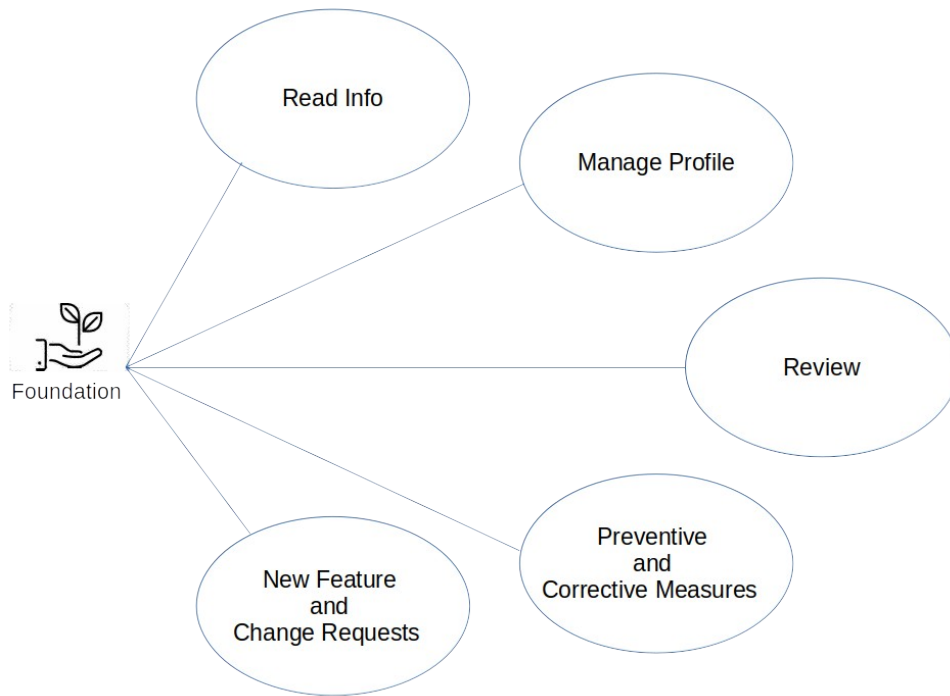 Read Info
Manage Profile
Review
Foundation
Preventive
and
Corrective Measures
New Feature
and
Change Requests